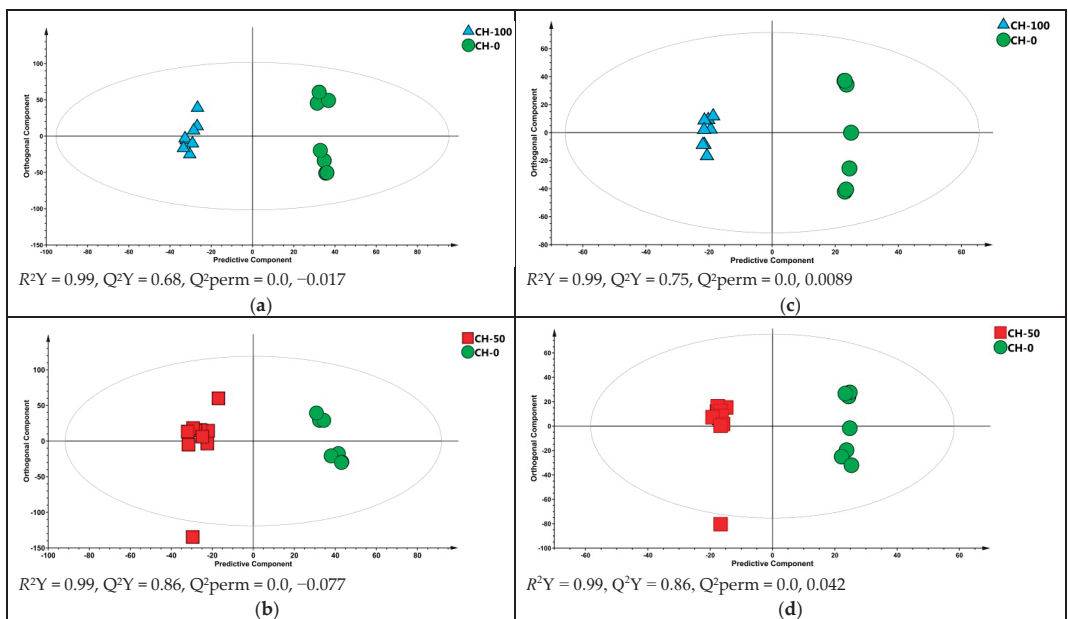 CH-100
CH-0
100
50
0
-50
-100
-150
-100
-80
-60
-40
-20
0
20
40
60
80
Orthogonal Component
Predictive Component
R²Y = 0.99, Q²Y = 0.68, Q²perm = 0.0, −0.017
(a)
CH-100
CH-0
80
60
40
20
0
-20
-40
-60
-80
-60
-40
-20
0
20
40
60
Orthogonal Component
Predictive Component
R²Y = 0.99, Q²Y = 0.75, Q²perm = 0.0, 0.0089
(c)
CH-50
CH-0
100
50
0
-50
-100
-150
-100
-80
-60
-40
-20
0
20
40
60
80
Orthogonal Component
Predictive Component
R²Y = 0.99, Q²Y = 0.86, Q²perm = 0.0, −0.077
(b)
CH-50
CH-0
60
40
20
0
-20
-40
-60
-80
-100
-60
-40
-20
0
20
40
60
Orthogonal Component
Predictive Component
R²Y = 0.99, Q²Y = 0.86, Q²perm = 0.0, 0.042
(d)